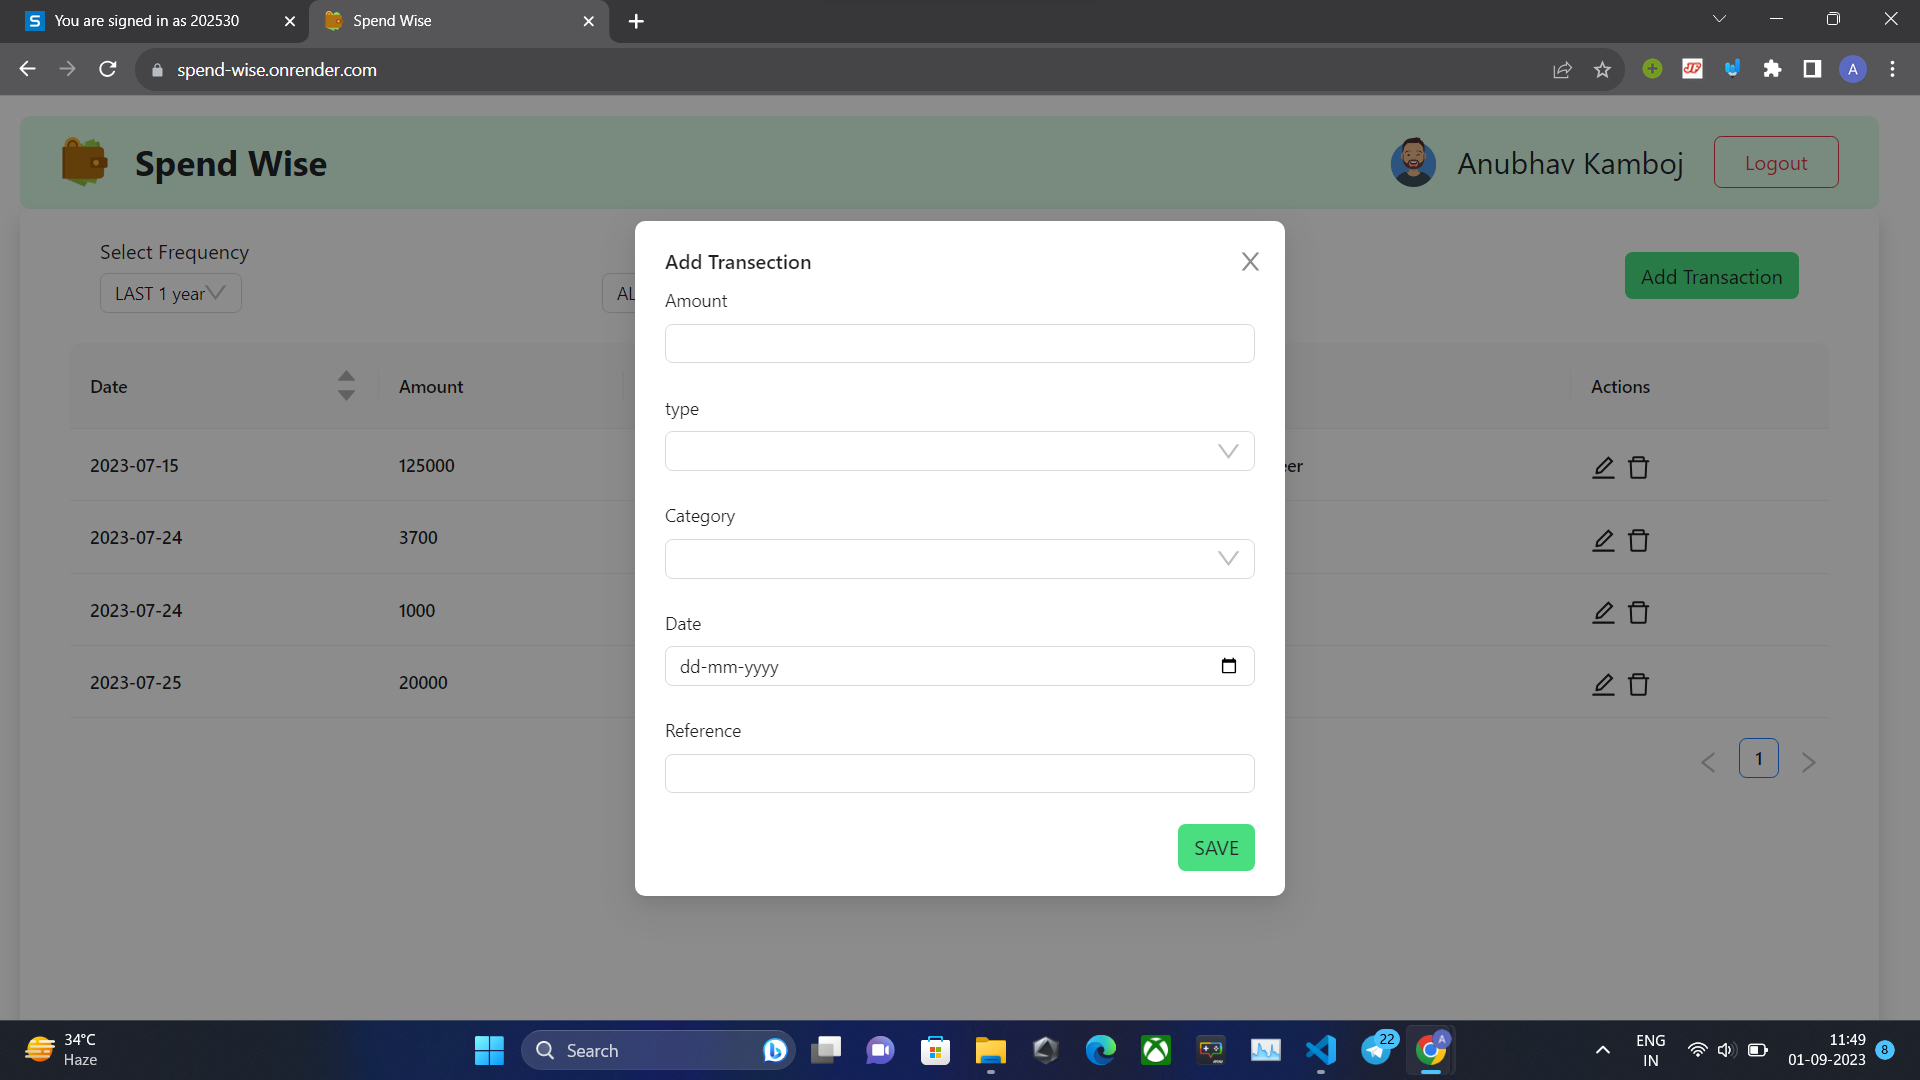 You are signed in as 202530
Spend Wise
spend-wise.onrender.com
A
Spend Wise
Anubhav Kamboj
Logout
Select Frequency
LAST 1 year
Add Transaction
Add Transection
Amount
type
Category
Date
dd-mm-yyyy
Reference
SAVE
Date
Amount
Actions
2023-07-15
125000
2023-07-24
3700
2023-07-24
1000
2023-07-25
20000
1
34°C
Haze
Search
22
A
ENG
IN
11:49
01-09-2023
8